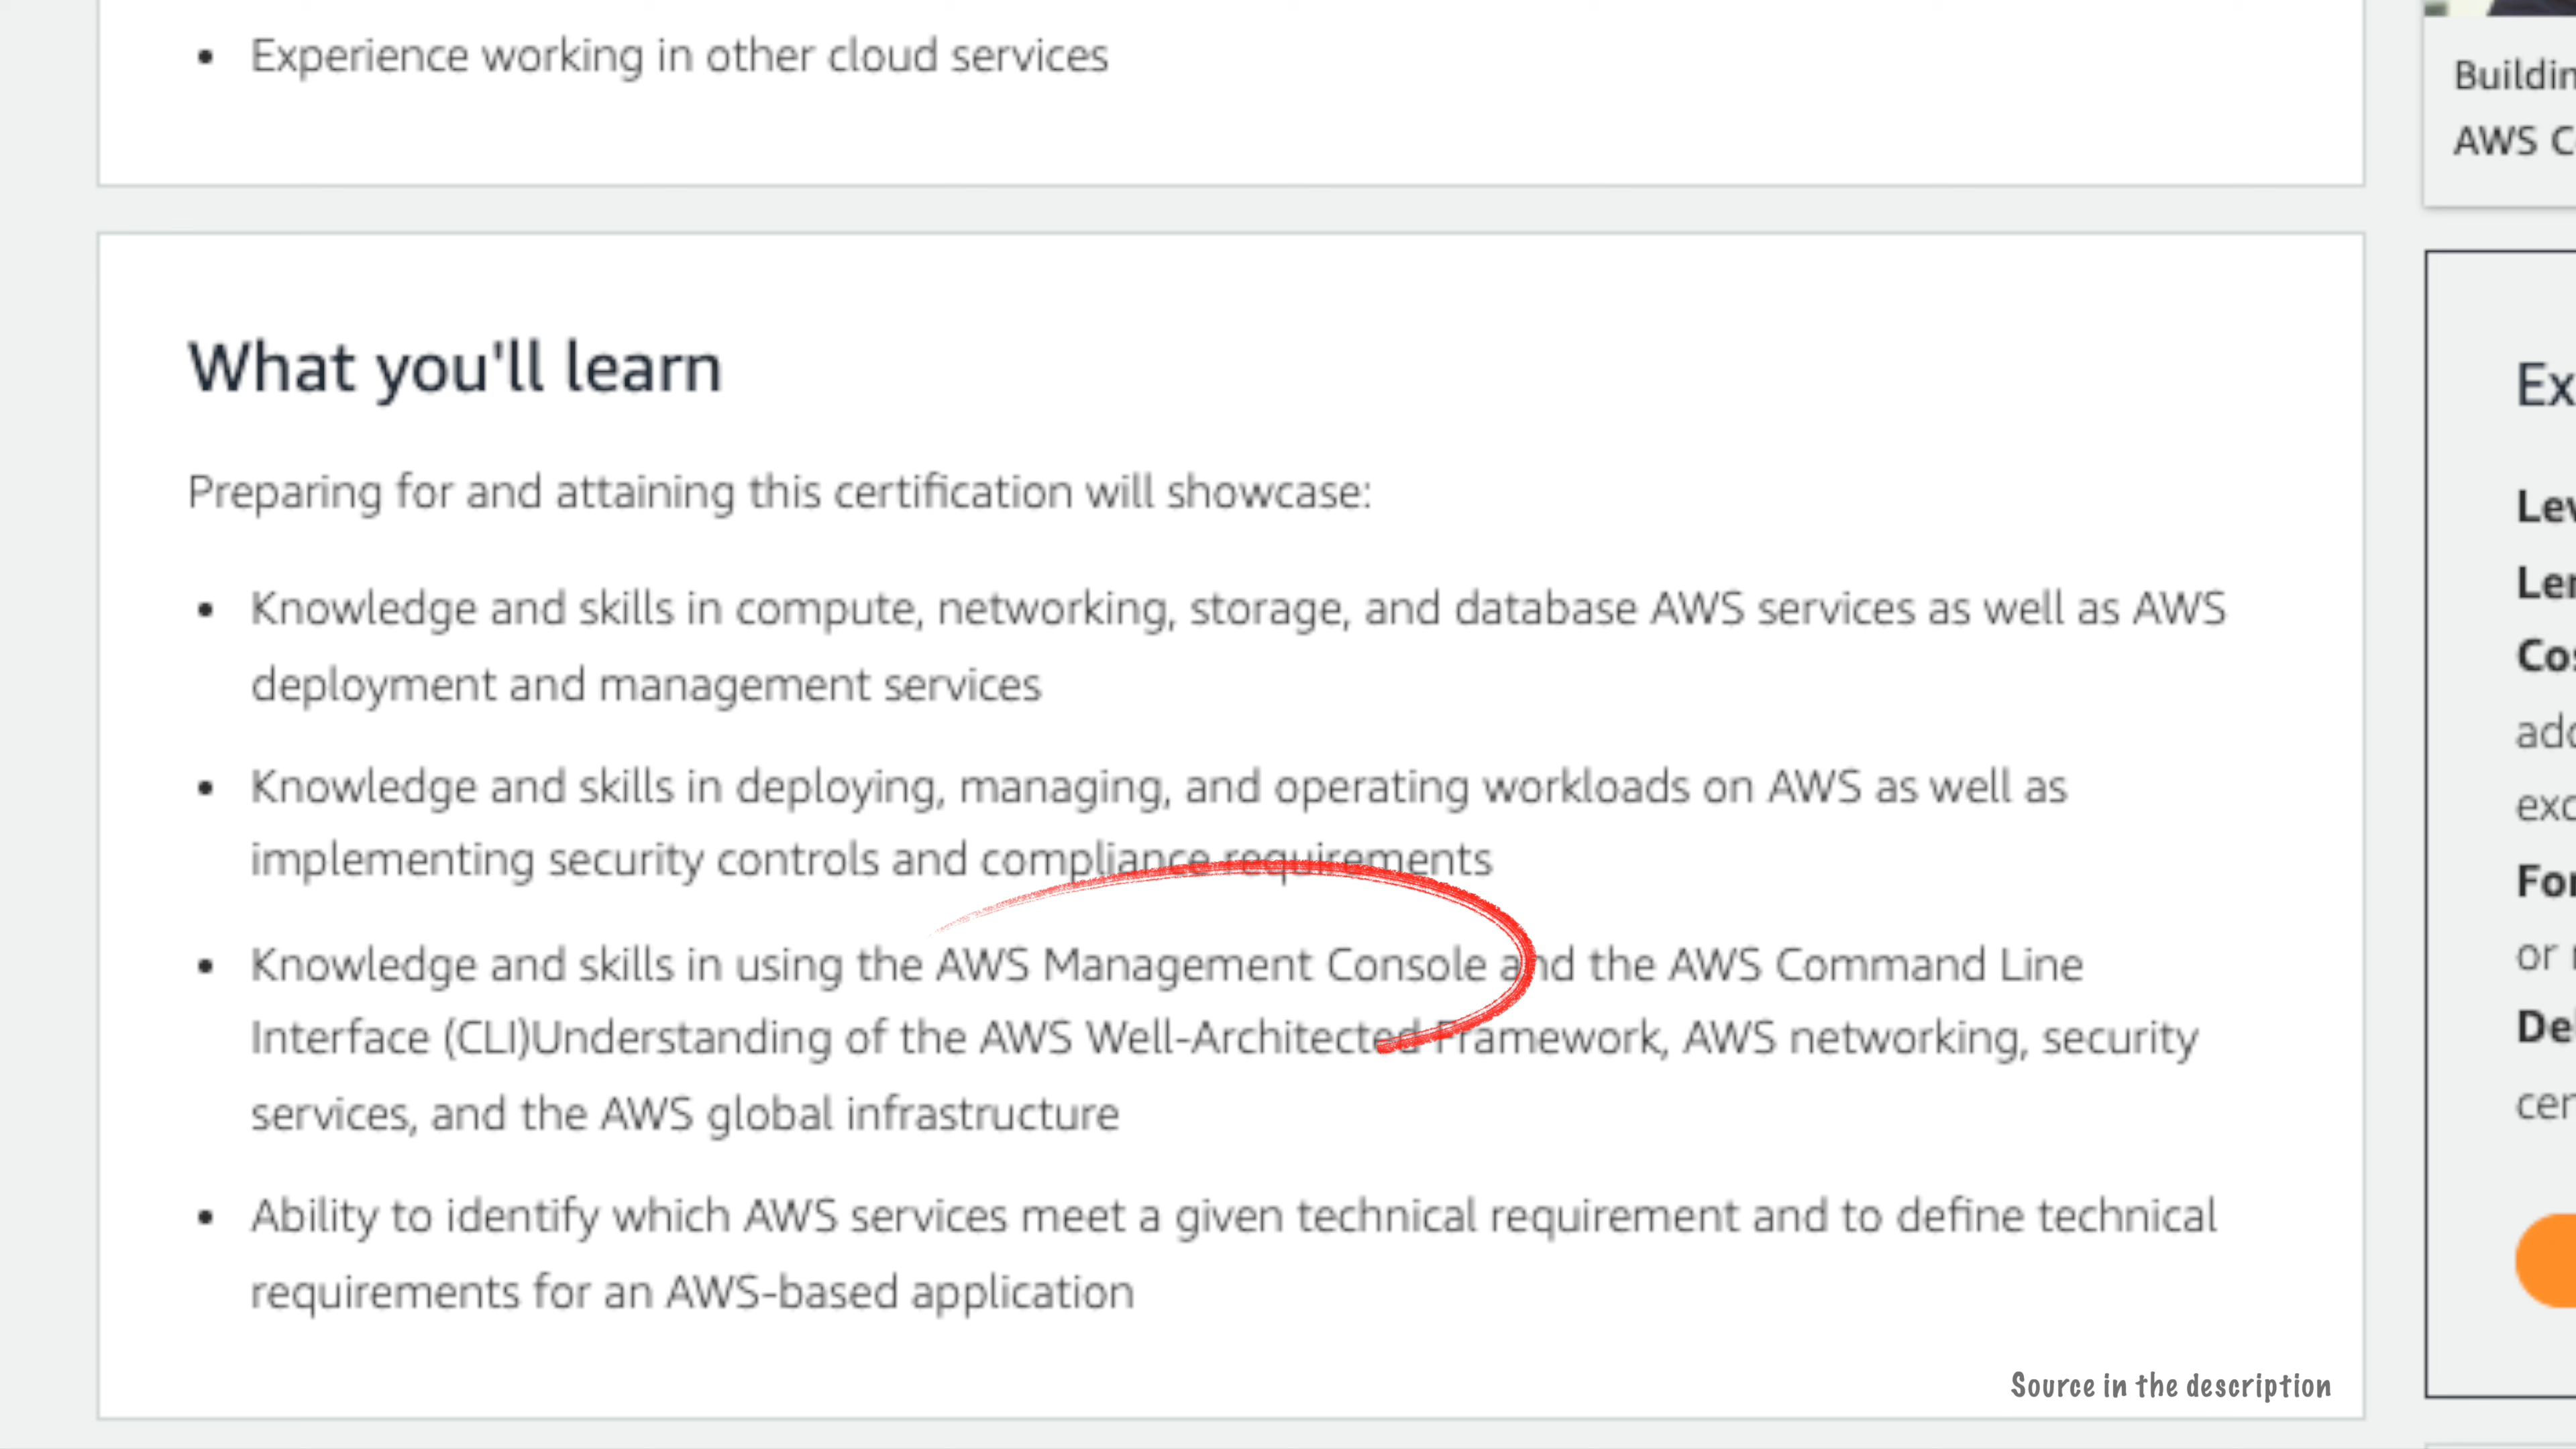 Experience working in other cloud services
What you'll learn
Preparing for and attaining this certification will showcase:
Knowledge and skills in compute, networking, storage, and database AWS services as well as AWS
deployment and management services
Knowledge and skills in deploying, managing, and operating workloads on AWS as well as
implementing security controls and compliance requirements
Knowledge and skills in using the AWS Management Console and the AWS Command Line
Interface (CLI)Understanding of the AWS Well-Architected Framework, AWS networking, security
services, and the AWS global infrastructure
Ability to identify which AWS services meet a given technical requirement and to define technical
requirements for an AWS-based application
Source in the description
AWS
or